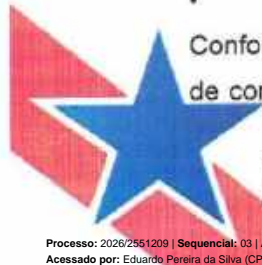 Confo
de co
Processo: 2026/2551209 | Sequencial: 03 |
Acessado por: Eduardo Pereira da Silva (CP